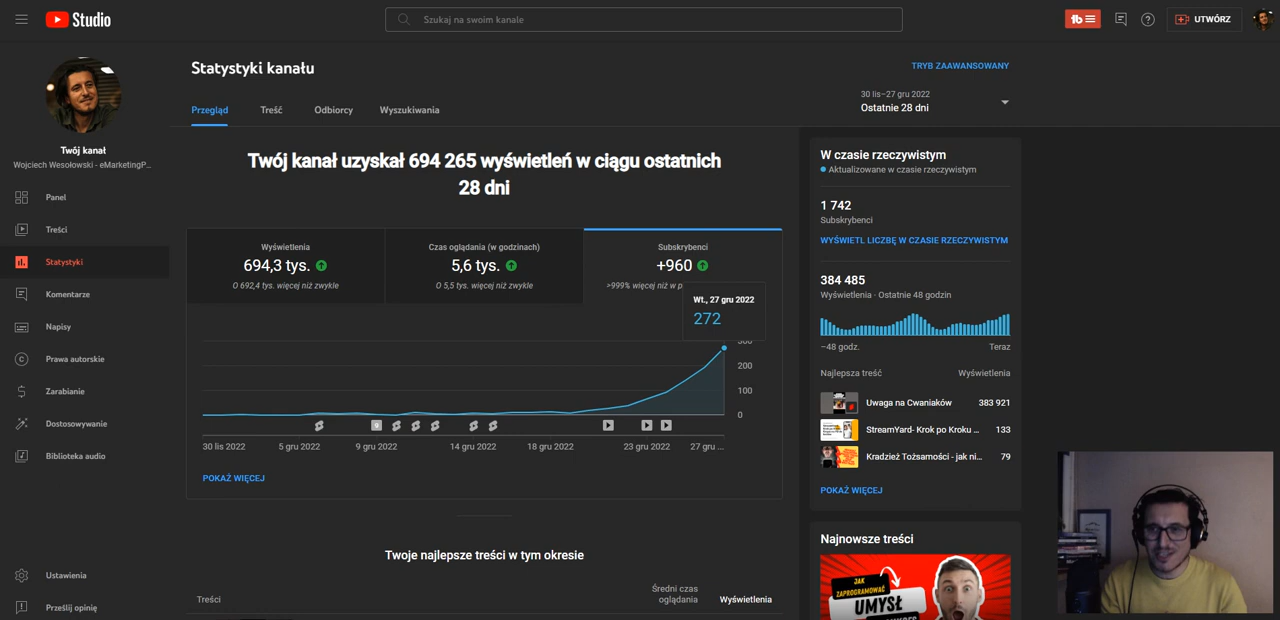 Studio
Szukaj na swoim kanale
UTWÓRZ
Twój kanał
Wojciech Wesołowski - eMarketingP...
Panel
Treści
Statystyki
Komentarze
Napisy
Prawa autorskie
Zarabianie
Dostosowywanie
Biblioteka audio
Ustawienia
Prześlij opinię
Statystyki kanału
TRYB ZAAWANSOWANY
Przegląd Treść Odbiorcy Wyszukiwania
30 lis–27 gru 2022
Ostatnie 28 dni
Twój kanał uzyskał 694 265 wyświetleń w ciągu ostatnich
28 dni
Wyświetlenia
694,3 tys.
O 692,4 tys. więcej niż zwykle
Czas oglądania (w godzinach)
5,6 tys.
O 5,5 tys. więcej niż zwykle
Subskrybenci
+960
>999% więcej niż w p
Wt., 27 gru 2022
272
300
200
100
0
30 lis 2022 5 gru 2022 9 gru 2022 14 gru 2022 18 gru 2022 23 gru 2022 27 gru ...
POKAŻ WIĘCEJ
Twoje najlepsze treści w tym okresie
Treści
Średni czas
oglądania
Wyświetlenia
W czasie rzeczywistym
Aktualizowane w czasie rzeczywistym
1 742
Subskrybenci
WYŚWIETL LICZBĘ W CZASIE RZECZYWISTYM
384 485
Wyświetlenia · Ostatnie 48 godzin
−48 godz. Teraz
Najlepsza treść Wyświetlenia
Uwaga na Cwaniaków 383 921
StreamYard- Krok po Kroku ... 133
Kradzież Tożsamości - jak ni... 79
POKAŻ WIĘCEJ
Najnowsze treści
JAK
ZAPROGRAMOWAĆ
UMYSŁ